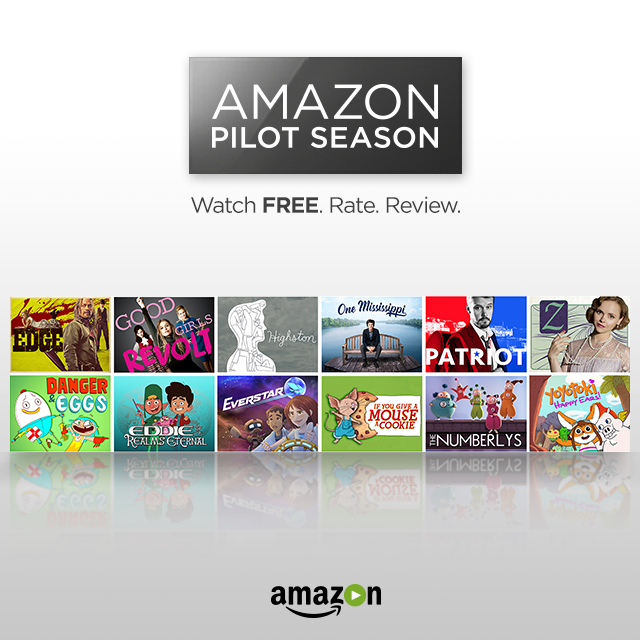 AMAZON
PILOT SEASON
Watch FREE. Rate. Review.
EDGE
GOOD
GIRLS
REVOLT
Highston
One Mississippi
PATRIOT
Z
DANGER
& EGGS
EDDIE
REALMS ETERNAL
EVERSTAR
IF YOU GIVE A
MOUSE
A COOKIE
THE NUMBERLYS
YOYOTOKI
HAPPY EARS!
amazon